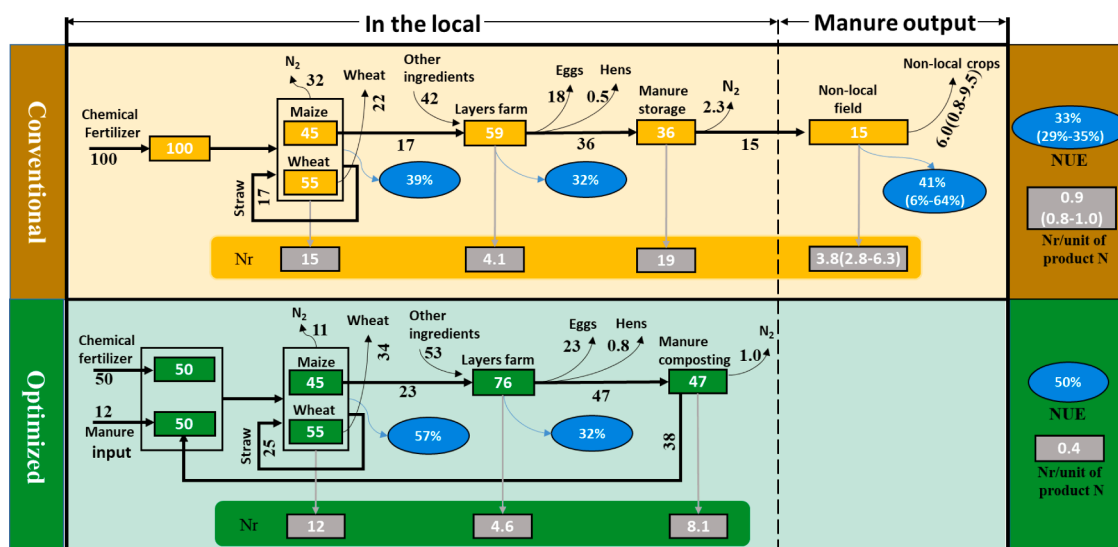 In the local
Manure output
Conventional
Chemical
Fertilizer
100
100
N2
32
Maize
45
Wheat
55
Straw
17
Wheat
22
39%
17
Other
ingredients
42
Layers farm
59
32%
Eggs
18
Hens
0.5
36
Manure
storage
36
N2
2.3
15
Non-local
field
15
Non-local crops
6.0(0.8-9.5)
41%
(6%-64%)
33%
(29%-35%)
NUE
0.9
(0.8-1.0)
Nr/unit of
product N
Nr
15
4.1
19
3.8(2.8-6.3)
Optimized
Chemical
fertilizer
50
50
12
Manure
input
50
N2
11
Maize
45
Wheat
55
Straw
25
Wheat
34
57%
23
Other
ingredients
53
Layers farm
76
32%
Eggs
23
Hens
0.8
47
Manure
composting
47
N2
1.0
38
50%
NUE
0.4
Nr/unit of
product N
Nr
12
4.6
8.1